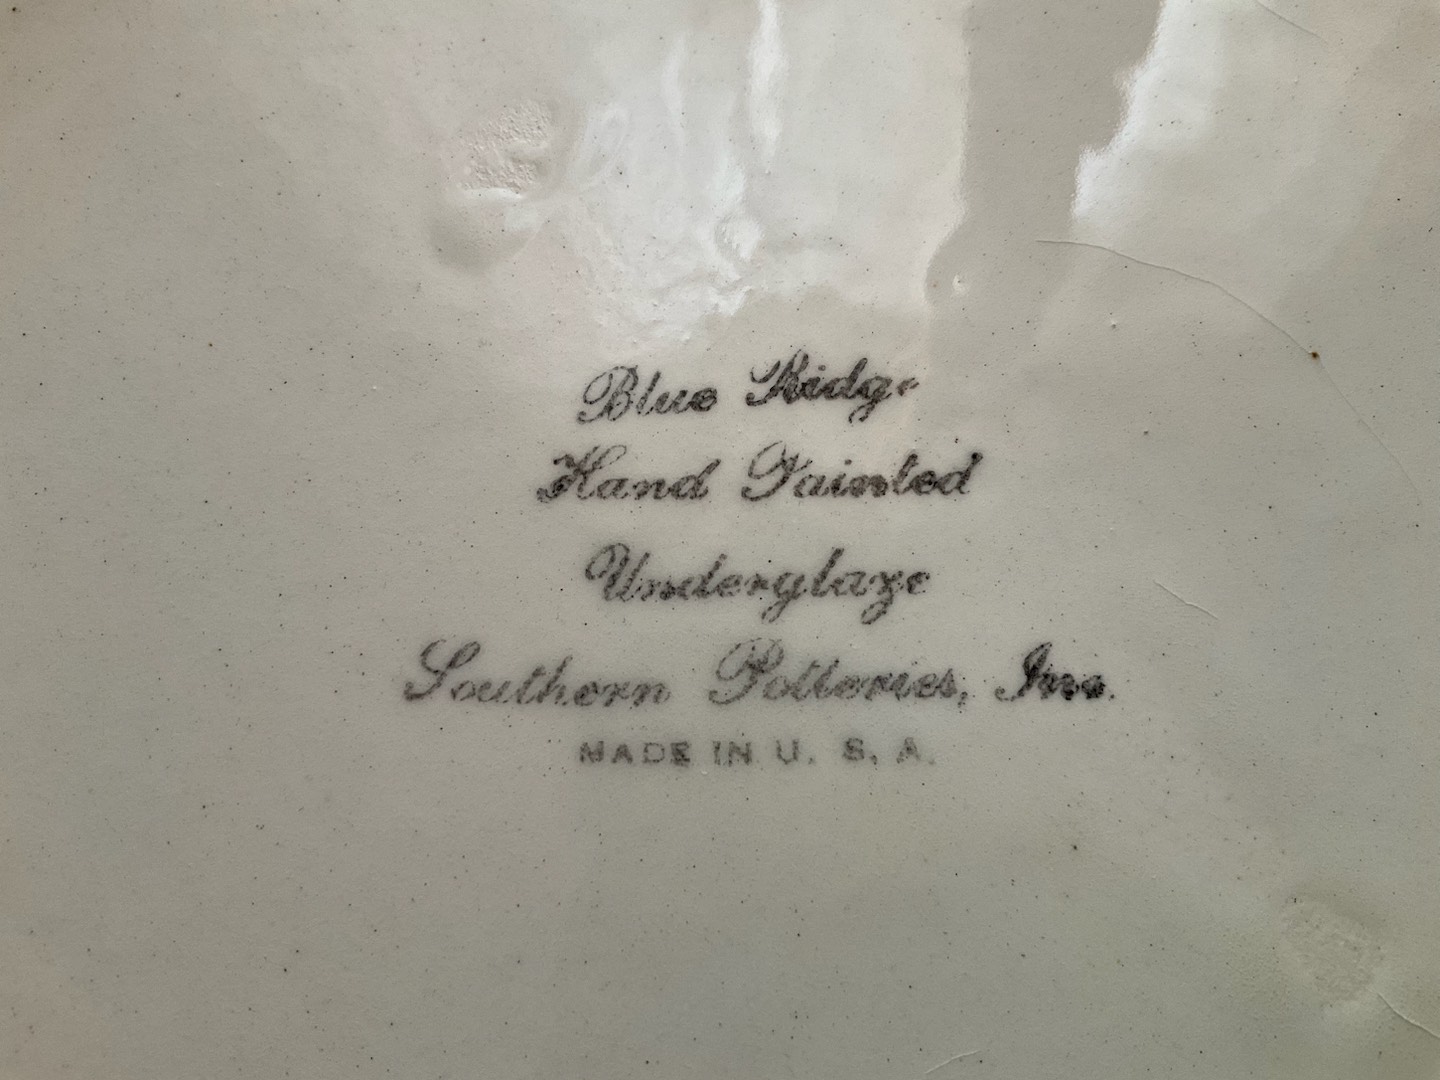 Blue Ridge
Hand Painted
Underglaze
Southern Potteries, Inc.
MADE IN U. S. A.